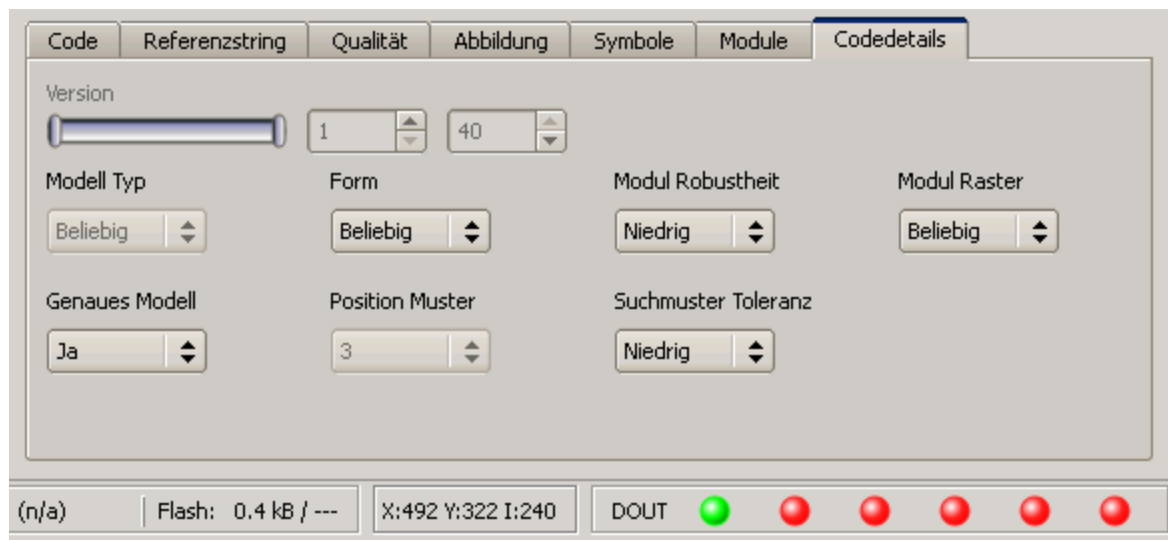 Code Referenzstring Qualität Abbildung Symbole Module Codedetails
Version
1 40
Modell Typ Form Modul Robustheit Modul Raster
Beliebig Beliebig Niedrig Beliebig
Genaues Modell Position Muster Suchmuster Toleranz
Ja 3 Niedrig
(n/a) Flash: 0.4 kB / --- X:492 Y:322 I:240 DOUT